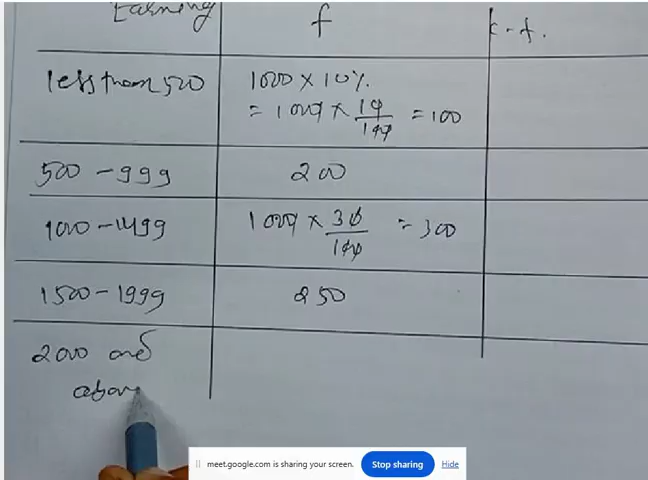 Earning f c.f.
less than 500 1000 × 10%
= 1000 × 10/100 = 100
500 - 999 200
1000 - 1499 1000 × 30/100 = 300
1500 - 1999 250
2000 and
above
meet.google.com is sharing your screen. Stop sharing Hide